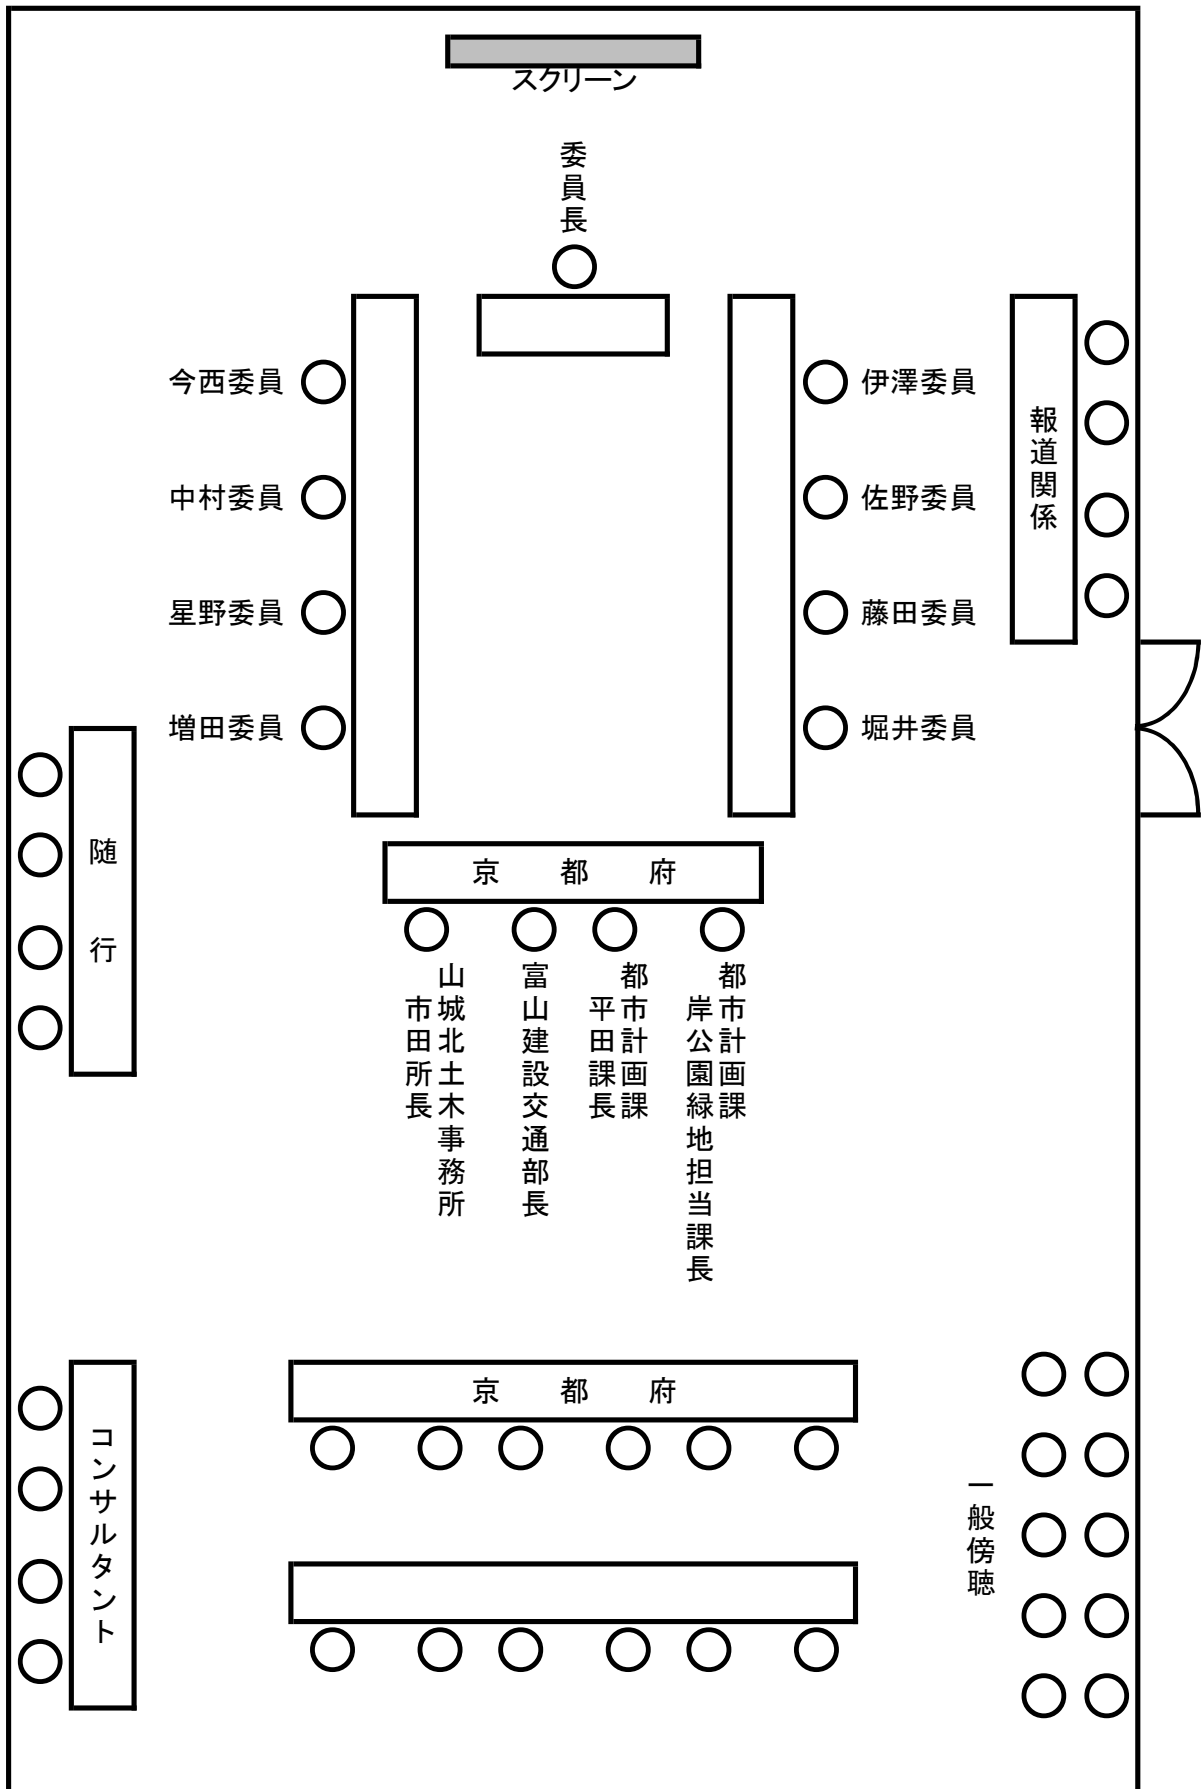 スクリーン
委員長
今西委員
伊澤委員
中村委員
佐野委員
星野委員
藤田委員
増田委員
堀井委員
報道関係
随行
京都府
山城北土木事務所
市田所長
富山建設交通部長
都市計画課
平田課長
都市計画課
岸公園緑地担当課長
京都府
コンサルタント
一般傍聴